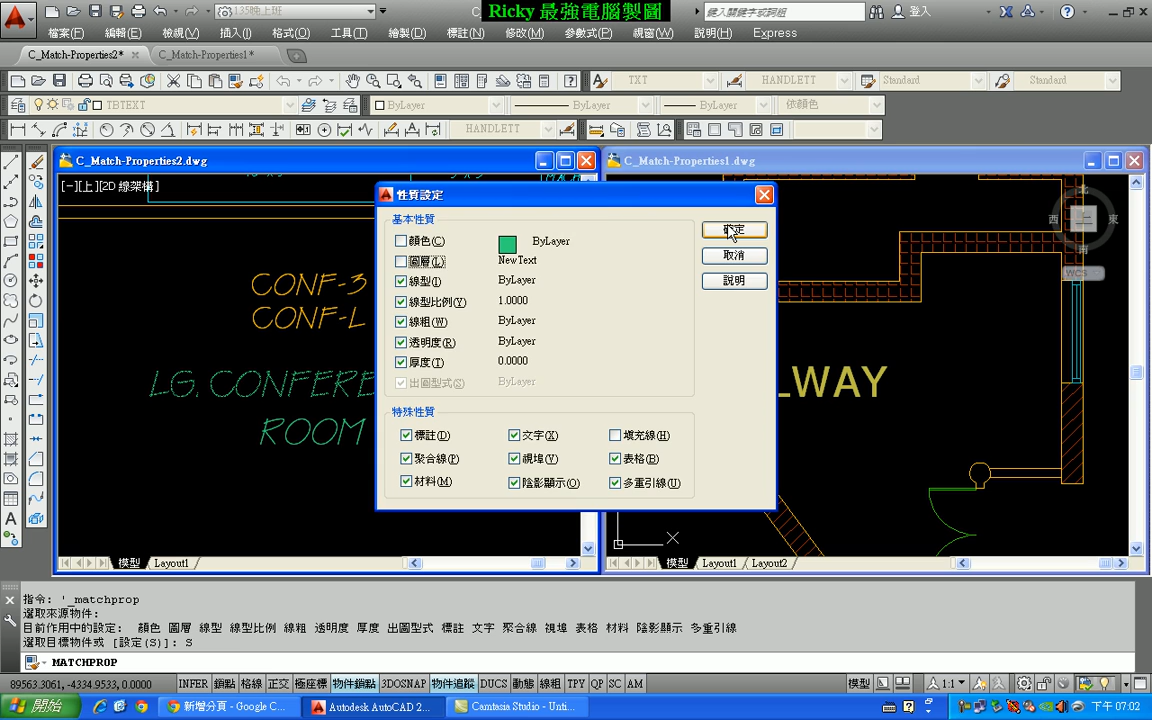 135晚上班
Ricky 最強電腦製圖
鍵入關鍵字或詞組
登入
檔案(F) 編輯(E) 檢視(V) 插入(I) 格式(O) 工具(T) 繪製(D) 標註(N) 修改(M) 參數式(P) 視窗(W) 說明(H) Express
C_Match-Properties2* C_Match-Properties1*
TXT HANDLETT Standard Standard
TBTEXT ByLayer ByLayer ByLayer 依顏色
HANDLETT
C_Match-Properties2.dwg
C_Match-Properties1.dwg
[-][上][2D 線架構]
北
西 上 東
南
WCS
CONF-3
CONF-L
LG. CONFERE
ROOM
LWAY
X
性質設定
基本性質
顏色(C) ByLayer
圖層(L) NewText
線型(I) ByLayer
線型比例(Y) 1.0000
線粗(W) ByLayer
透明度(R) ByLayer
厚度(T) 0.0000
出圖型式(S) ByLayer
特殊性質
標註(D) 文字(X) 填充線(H)
聚合線(P) 視埠(V) 表格(B)
材料(M) 陰影顯示(O) 多重引線(U)
確定
取消
說明
模型 Layout1
模型 Layout1 Layout2
指令: '_matchprop
選取來源物件:
目前作用中的設定: 顏色 圖層 線型 線型比例 線粗 透明度 厚度 出圖型式 標註 文字 聚合線 視埠 表格 材料 陰影顯示 多重引線
選取目標物件或 [設定(S)]: S
MATCHPROP
89563.3061, -4334.9533, 0.0000 INFER 鎖點 格線 正交 極座標 物件鎖點 3DOSNAP 物件追蹤 DUCS 動態 線粗 TPY QP SC AM 模型 1:1
開始 新增分頁 - Google C... Autodesk AutoCAD 2... Camtasia Studio - Unti... 下午 07:02